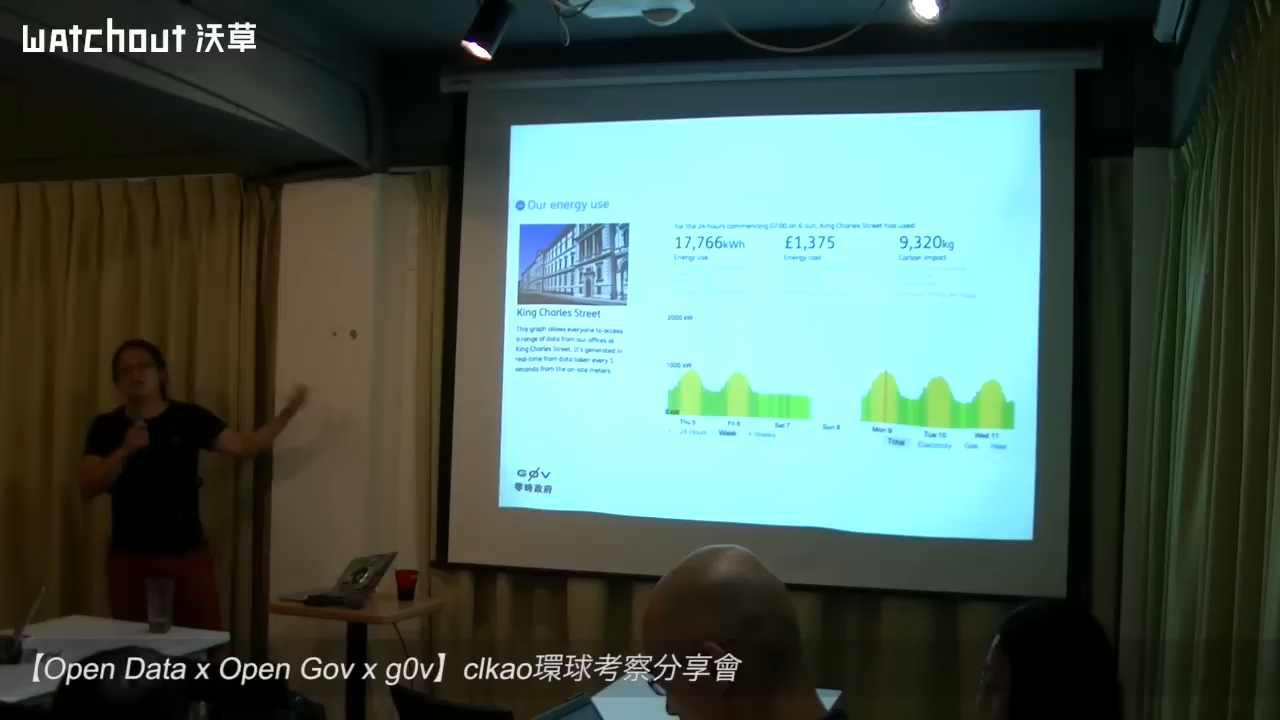 watchout 沃草
Our energy use
King Charles Street
This graph allows everyone to access
a range of data from our offices at
King Charles Street. It's generated in
real-time from data taken every 5
seconds from the on-site meters.
For the 24 hours commencing 07:00 on 6 Jun, King Charles Street has used:
17,766kWh
Energy use
£1,375
Energy cost
9,320kg
Carbon impact
2000 kW
1000 kW
0 kW
Thu 5 Fri 6 Sat 7 Sun 8 Mon 9 Tue 10 Wed 11
24 Hours Week 4 Weeks
Total Electricity Gas Heat
G0V
零時政府
【Open Data x Open Gov x g0v】clkao環球考察分享會